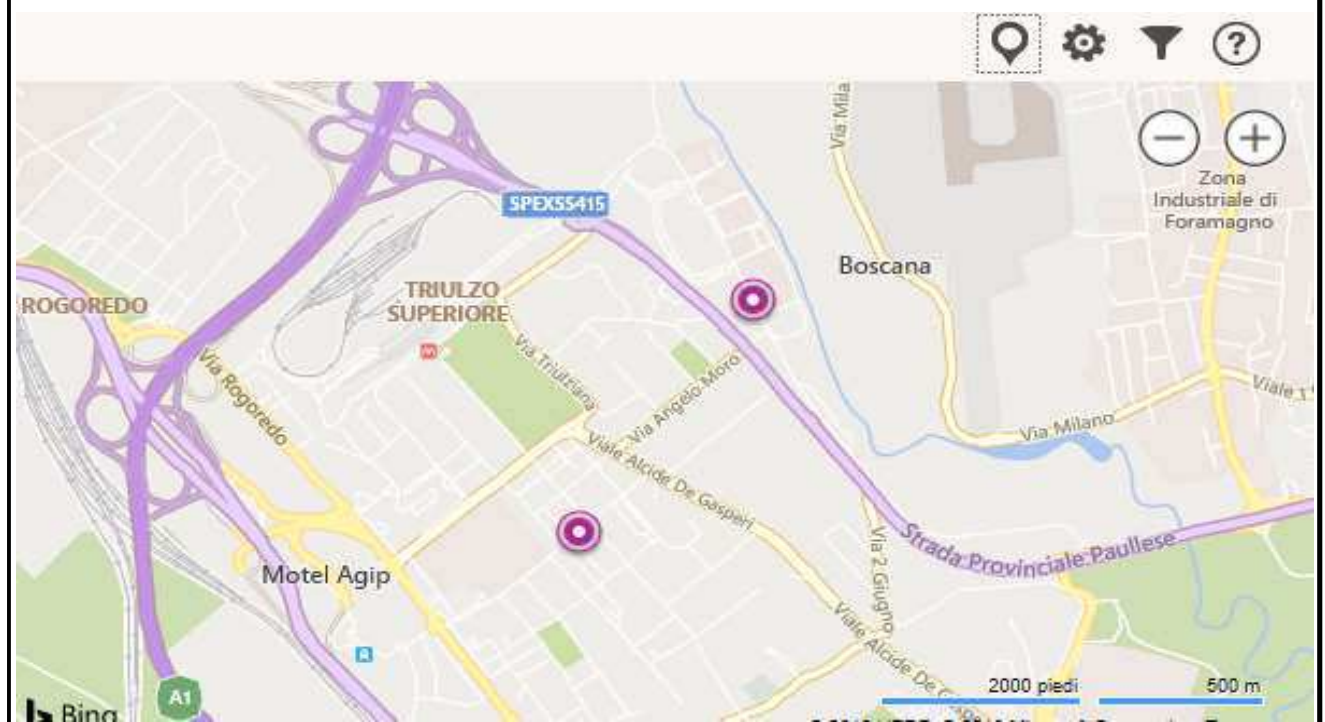 ?
Via Mila
Zona
Industriale di
Foramagno
SPEXSS415
Boscana
ROGOREDO
TRIULZO
SUPERIORE
Via Rogoredo
Via Triulziana
Via Angelo Moro
Viale 1
Via Milano
Viale Alcide De Gasperi
Strada Provinciale Paullese
Via 2 Giugno
Motel Agip
Viale Alcide De
A1
2000 piedi
500 m
Bing